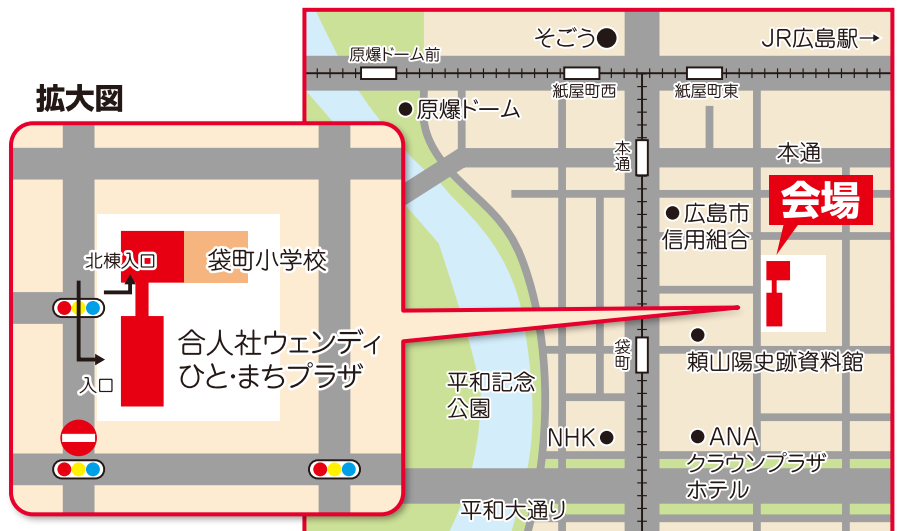 そごう
JR広島駅→
原爆ドーム前
紙屋町西
紙屋町東
拡大図
原爆ドーム
本通
本通
会場
広島市
信用組合
北棟入口
袋町小学校
合人社ウェンディ
ひと・まちプラザ
入口
袋町
頼山陽史跡資料館
平和記念
公園
NHK
ANA
クラウンプラザ
ホテル
平和大通り